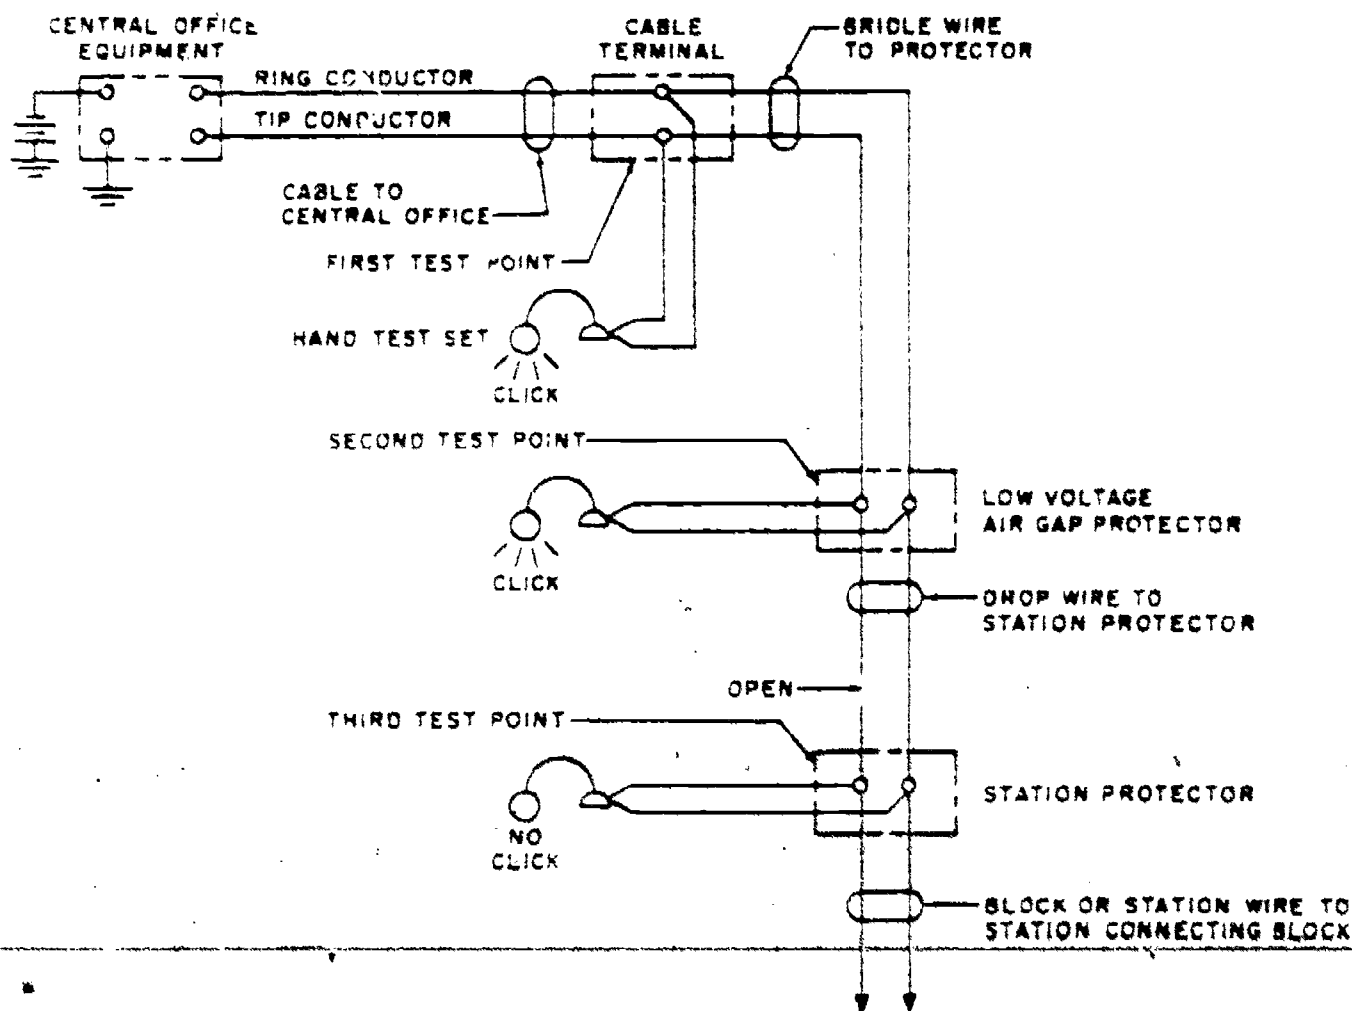 CENTRAL OFFICE
EQUIPMENT
CABLE
TERMINAL
BRIDLE WIRE
TO PROTECTOR
RING CONDUCTOR
TIP CONDUCTOR
CABLE TO
CENTRAL OFFICE
FIRST TEST POINT
HAND TEST SET
CLICK
SECOND TEST POINT
LOW VOLTAGE
AIR GAP PROTECTOR
CLICK
DROP WIRE TO
STATION PROTECTOR
OPEN
THIRD TEST POINT
STATION PROTECTOR
NO
CLICK
BLOCK OR STATION WIRE TO
STATION CONNECTING BLOCK